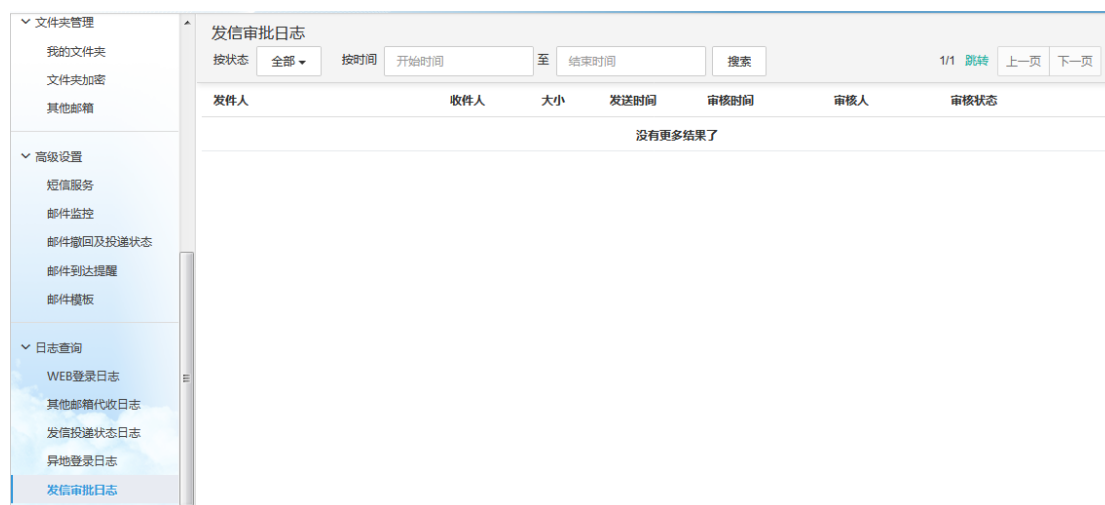 文件夹管理
我的文件夹
文件夹加密
其他邮箱
高级设置
短信服务
邮件监控
邮件撤回及投递状态
邮件到达提醒
邮件模板
日志查询
WEB登录日志
其他邮箱代收日志
发信投递状态日志
异地登录日志
发信审批日志
发信审批日志
按状态 全部 按时间 开始时间 至 结束时间 搜索 1/1 跳转 上一页 下一页
发件人 收件人 大小 发送时间 审核时间 审核人 审核状态
没有更多结果了